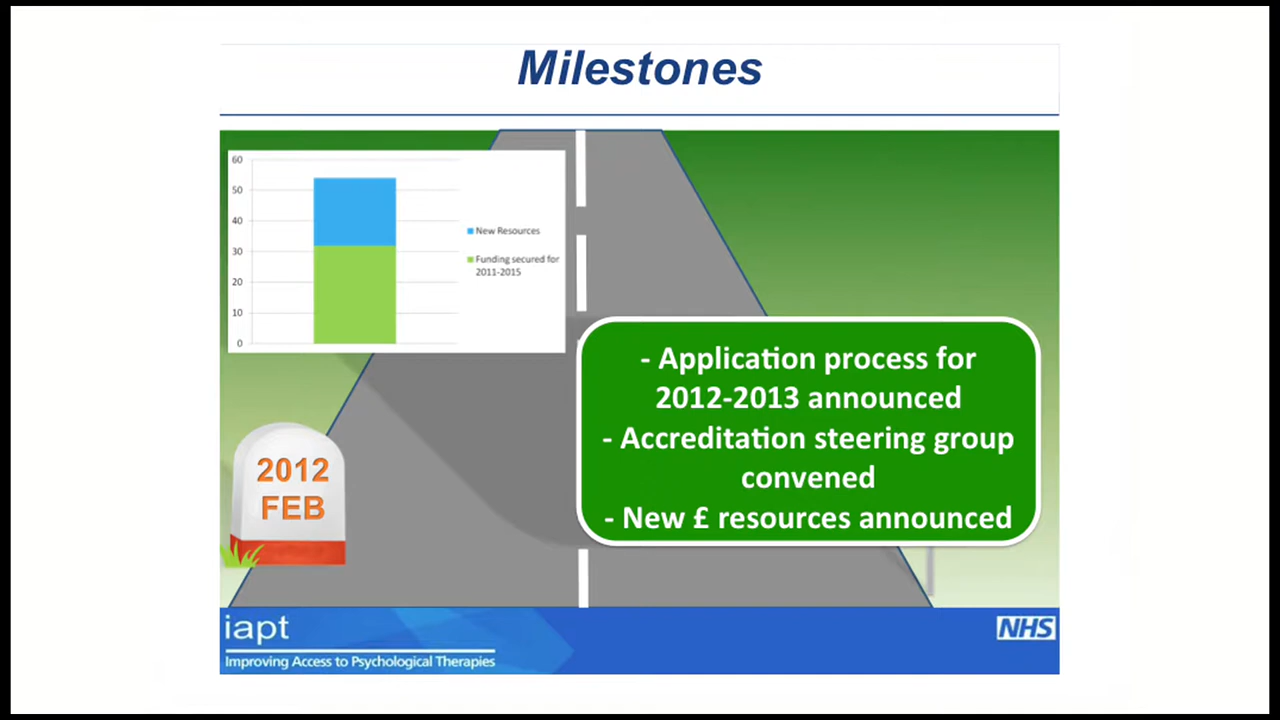 Milestones
60
50
40
30
20
10
0
New Resources
Funding secured for
2011-2015
- Application process for
2012-2013 announced
- Accreditation steering group
convened
- New £ resources announced
2012
FEB
iapt
Improving Access to Psychological Therapies
NHS